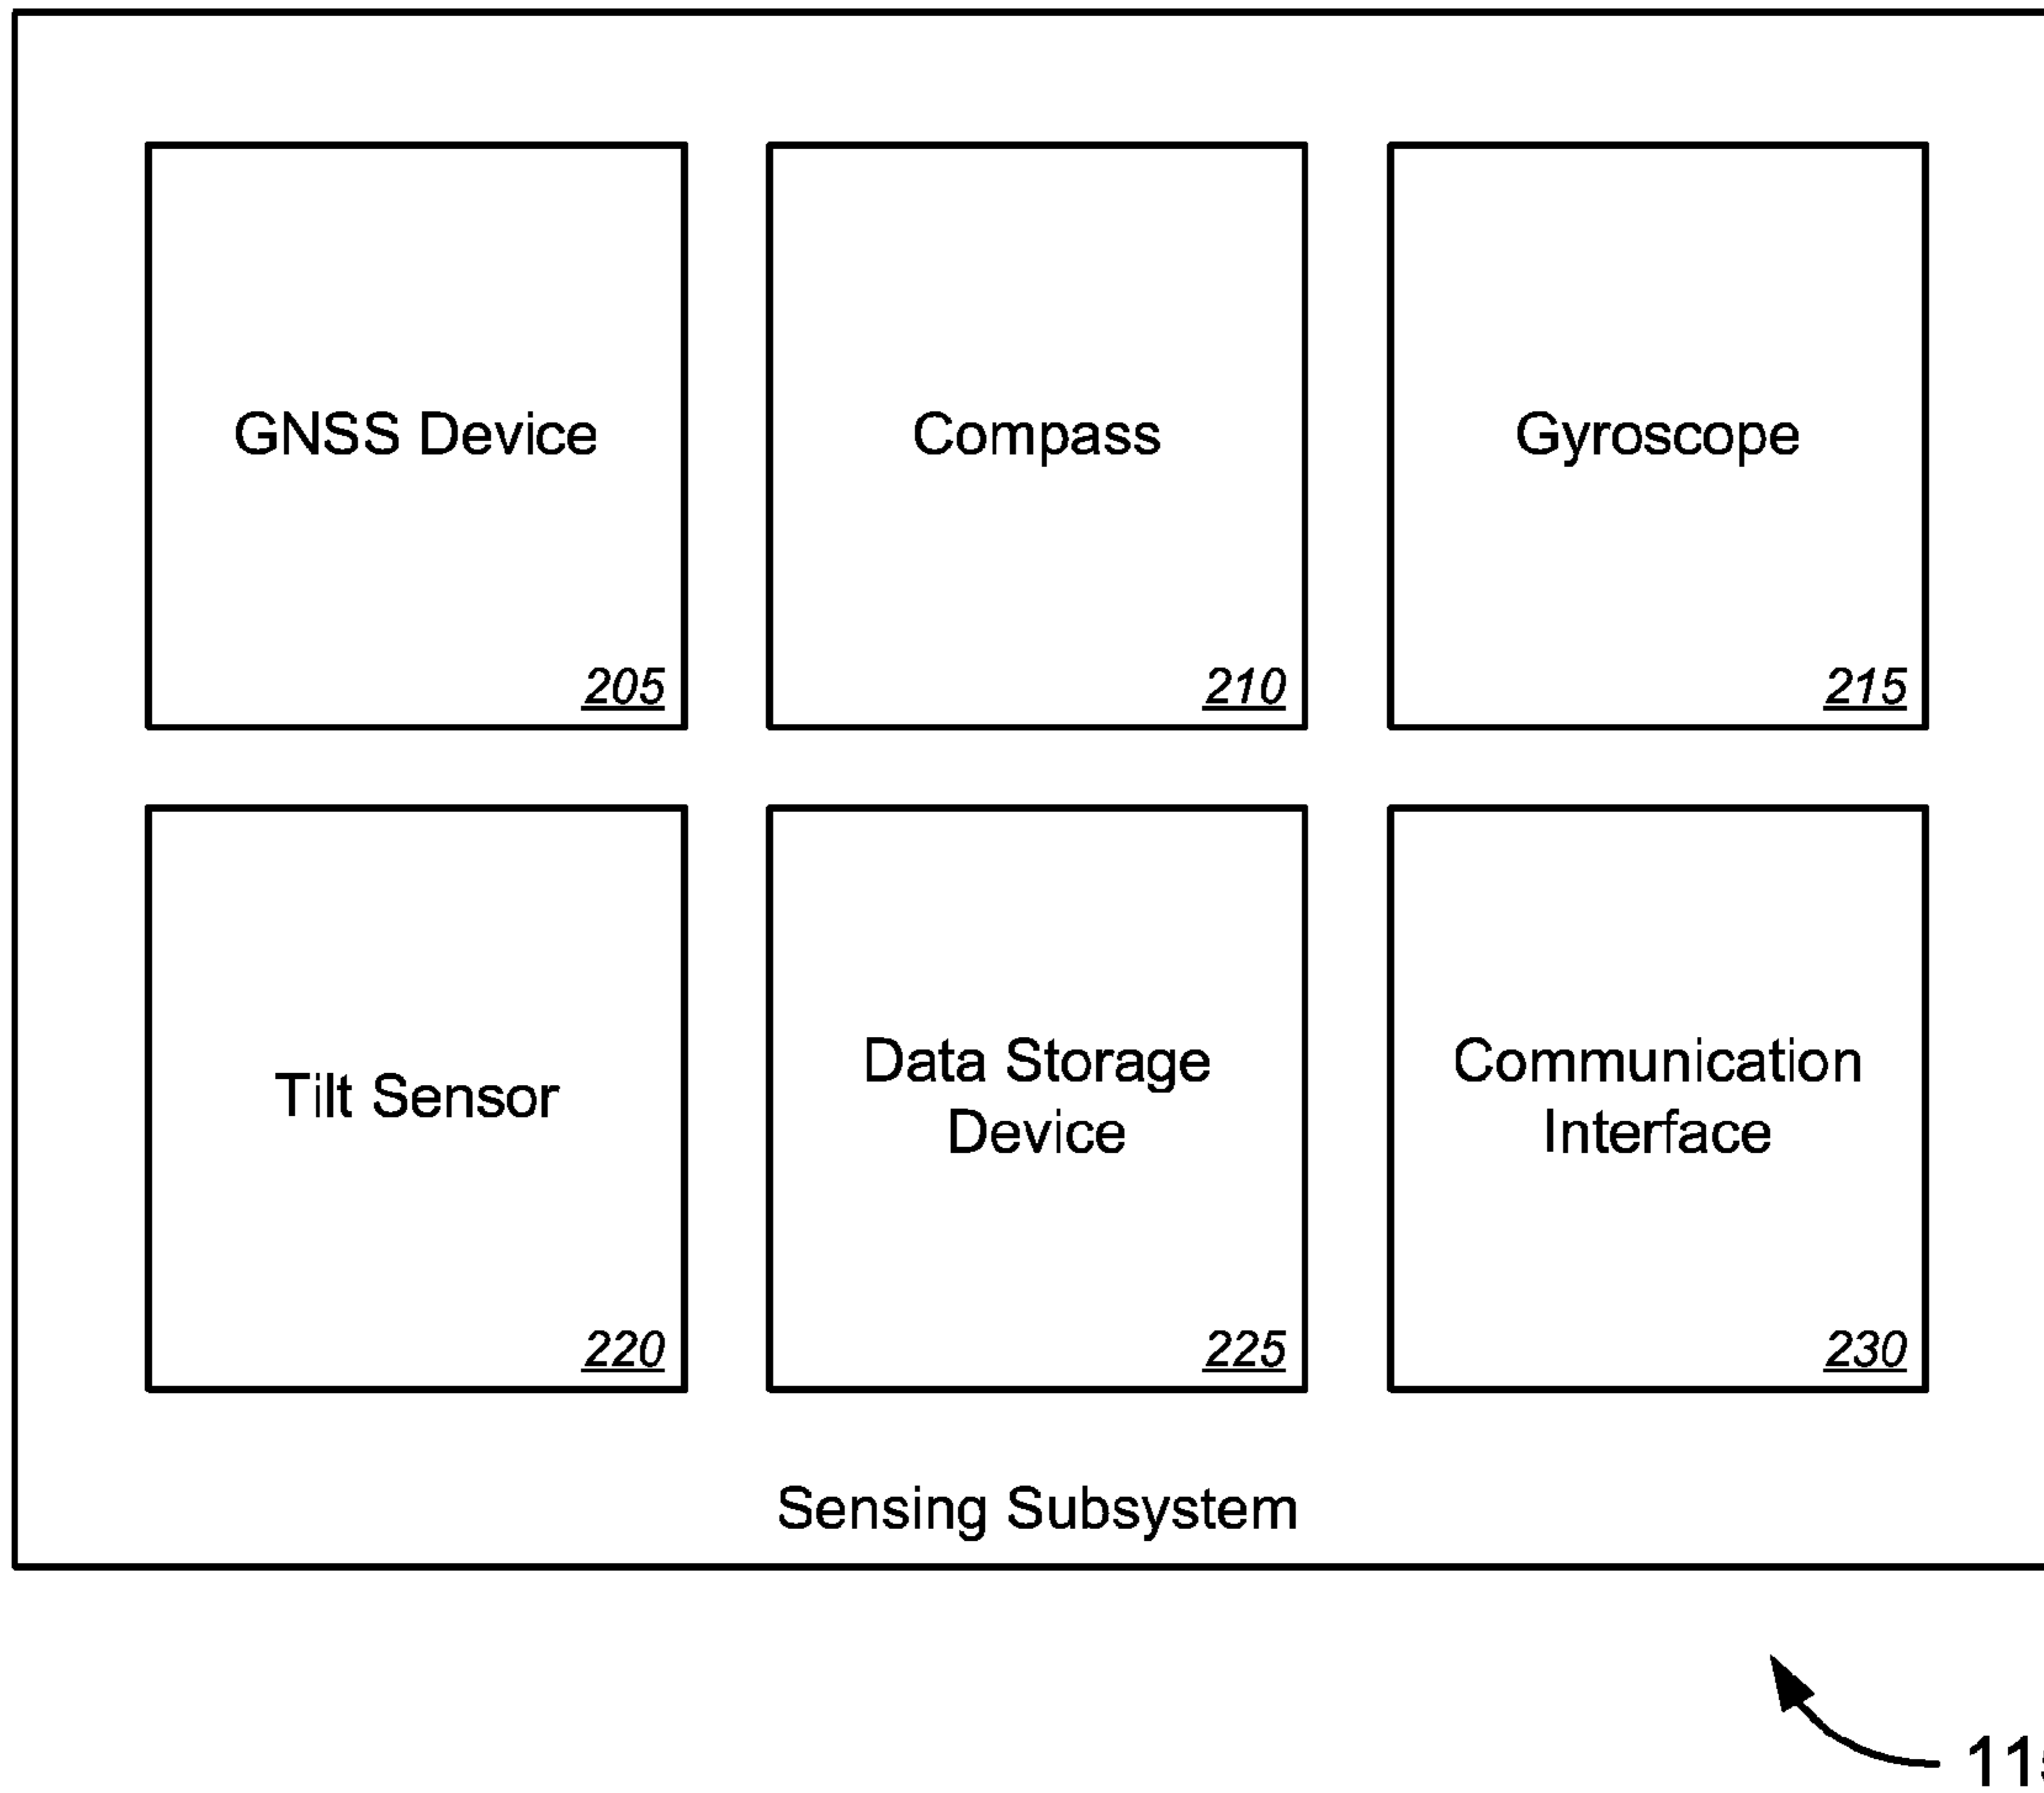 GNSS Device
205
Compass
210
Gyroscope
215
Tilt Sensor
220
Data Storage
Device
225
Communication
Interface
230
Sensing Subsystem